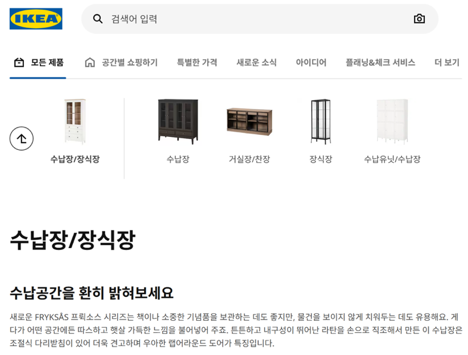 IKEA
검색어 입력
모든 제품 공간별 쇼핑하기 특별한 가격 새로운 소식 아이디어 플래닝&체크 서비스 더 보기
수납장/장식장 수납장 거실장/찬장 장식장 수납유닛/수납장
수납장/장식장
수납공간을 환히 밝혀보세요
새로운 FRYKSÅS 프뤽소스 시리즈는 책이나 소중한 기념품을 보관하는 데도 좋지만, 물건을 보이지 않게 치워두는 데도 유용해요. 게
다가 어떤 공간에든 따스하고 햇살 가득한 느낌을 불어넣어 주죠. 튼튼하고 내구성이 뛰어난 라탄을 손으로 직조해서 만든 이 수납장은
조절식 다리받침이 있어 더욱 견고하며 우아한 랩어라운드 도어가 특징입니다.